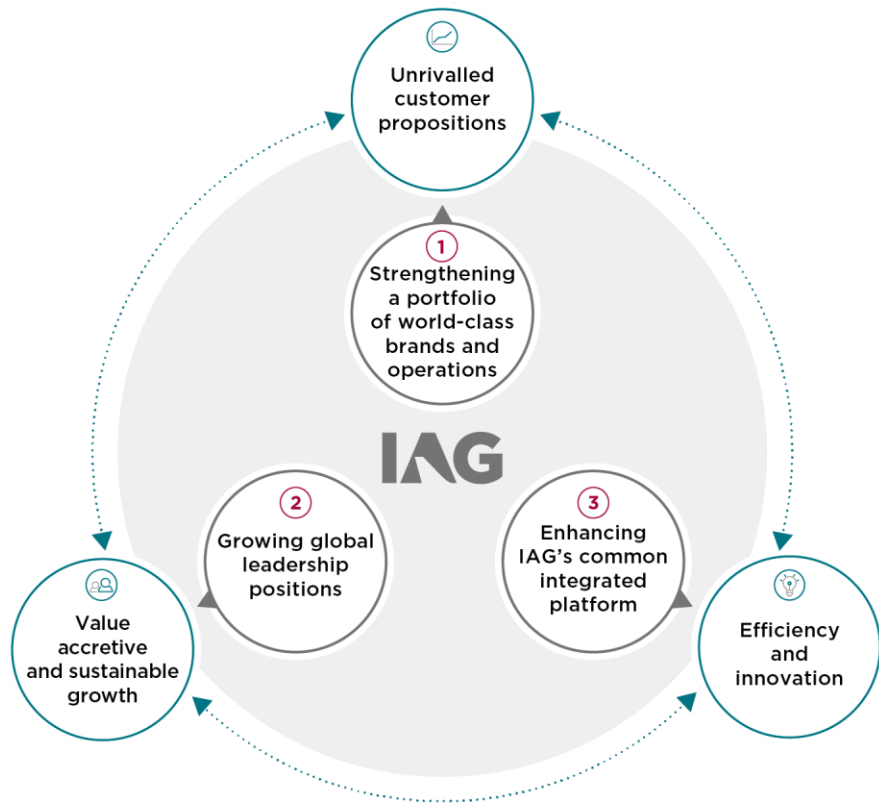 Unrivalled
customer
propositions
1
Strengthening
a portfolio
of world-class
brands and
operations
IAG
2
Growing global
leadership
positions
3
Enhancing
IAG's common
integrated
platform
Value
accretive
and sustainable
growth
Efficiency
and
innovation